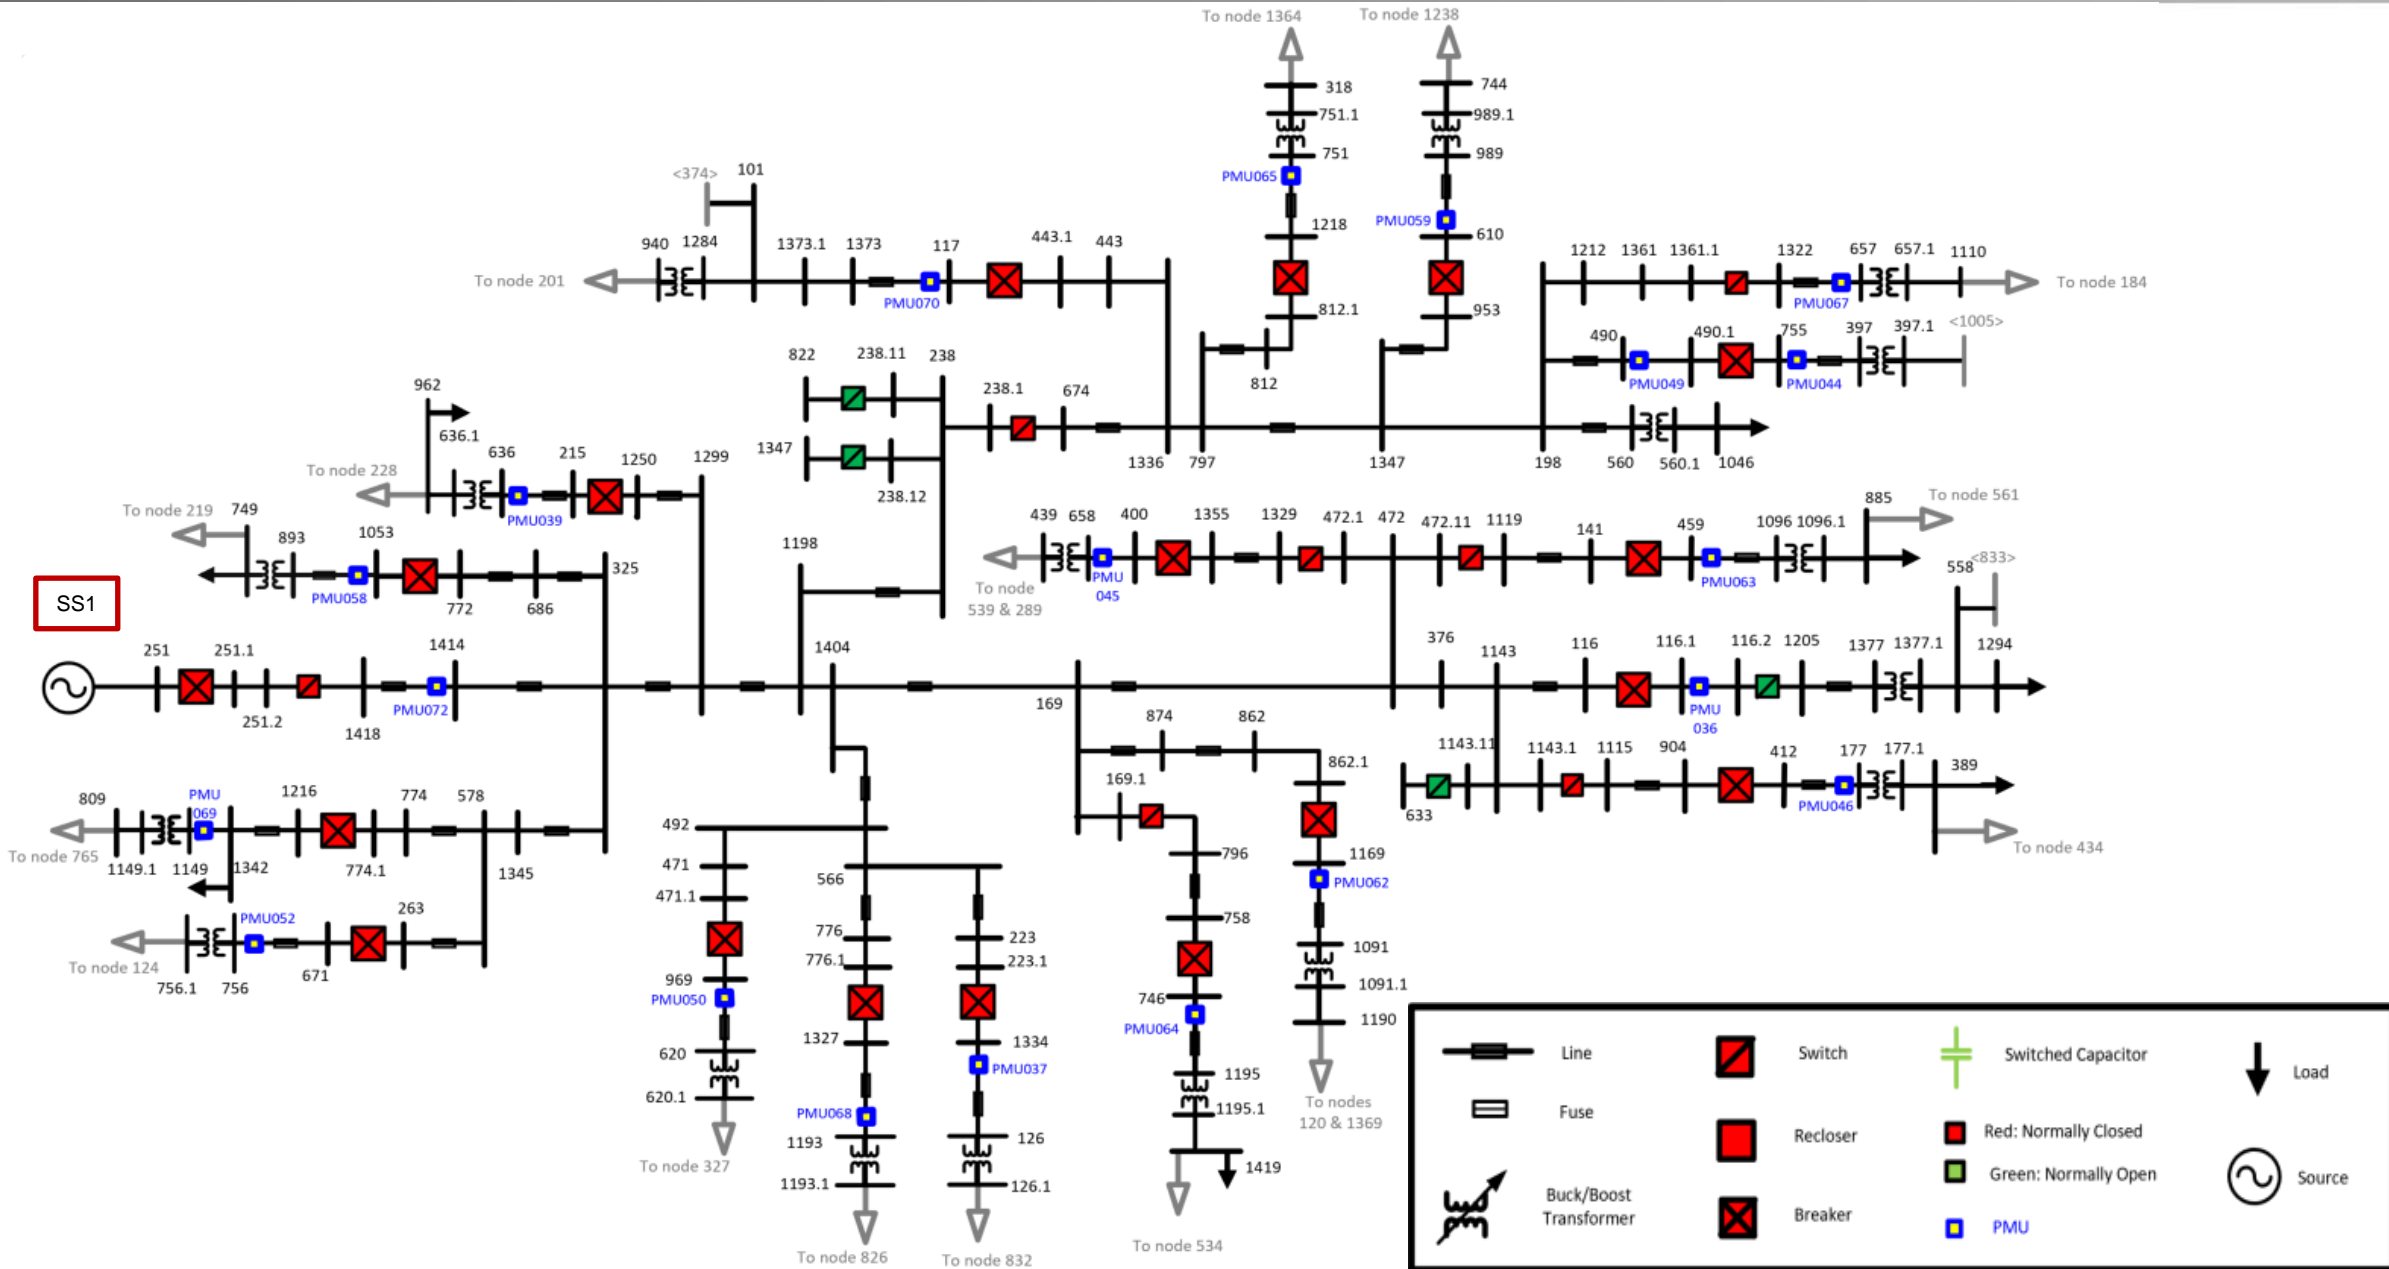 To node 1364
To node 1238
318
744
751.1
989.1
751
989
PMU065
<374>
101
1218
PMU059
610
940
1284
1373.1
1373
117
443.1
443
1212
1361
1361.1
1322
657
657.1
1110
To node 201
PMU070
PMU067
To node 184
812.1
953
490
490.1
755
397
397.1
<1005>
822
238.11
238
812
PMU049
PMU044
962
238.1
674
636.1
1347
636
215
1250
1299
1336
797
1347
198
560
560.1
1046
To node 228
238.12
PMU039
To node 219
749
893
1053
1198
439
658
400
1355
1329
472.1
472
472.11
1119
141
459
1096
1096.1
885
To node 561
325
PMU058
772
686
To node
539 & 289
PMU
045
PMU063
558
<833>
SS1
251
251.1
1414
1404
376
1143
116
116.1
116.2
1205
1377
1377.1
1294
251.2
1418
PMU072
169
874
862
PMU
036
1143.11
1143.1
1115
904
412
177
177.1
389
862.1
169.1
809
PMU
069
1216
774
578
633
PMU046
To node 765
1149.1
1149
1342
774.1
1345
To node 434
492
796
1169
PMU062
471
566
471.1
PMU052
263
758
776
223
1091
776.1
223.1
To node 124
756.1
756
671
969
PMU050
746
PMU064
1091.1
1190
1327
1334
620
PMU037
1195
620.1
PMU068
1195.1
To nodes
120 & 1369
1193
126
To node 327
1419
1193.1
126.1
To node 826
To node 832
To node 534
Line
Switch
Switched Capacitor
Load
Fuse
Recloser
Red: Normally Closed
Green: Normally Open
Source
Buck/Boost
Transformer
Breaker
PMU